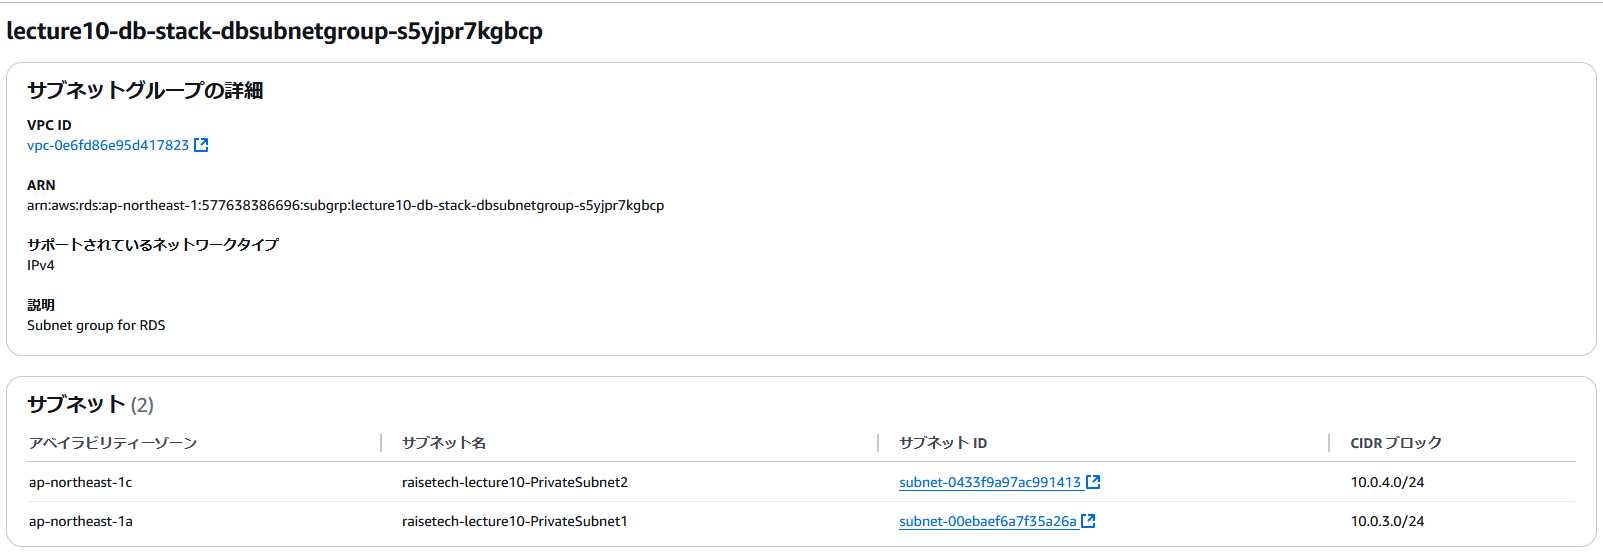 lecture10-db-stack-dbsubnetgroup-s5yjpr7kgbcp
サブネットグループの詳細
VPC ID
vpc-0e6fd86e95d417823
ARN
arn:aws:rds:ap-northeast-1:577638386696:subgrp:lecture10-db-stack-dbsubnetgroup-s5yjpr7kgbcp
サポートされているネットワークタイプ
IPv4
説明
Subnet group for RDS
サブネット (2)
アベイラビリティーゾーン サブネット名 サブネット ID CIDR ブロック
ap-northeast-1c raisetech-lecture10-PrivateSubnet2 subnet-0433f9a97ac991413 10.0.4.0/24
ap-northeast-1a raisetech-lecture10-PrivateSubnet1 subnet-00ebaef6a7f35a26a 10.0.3.0/24